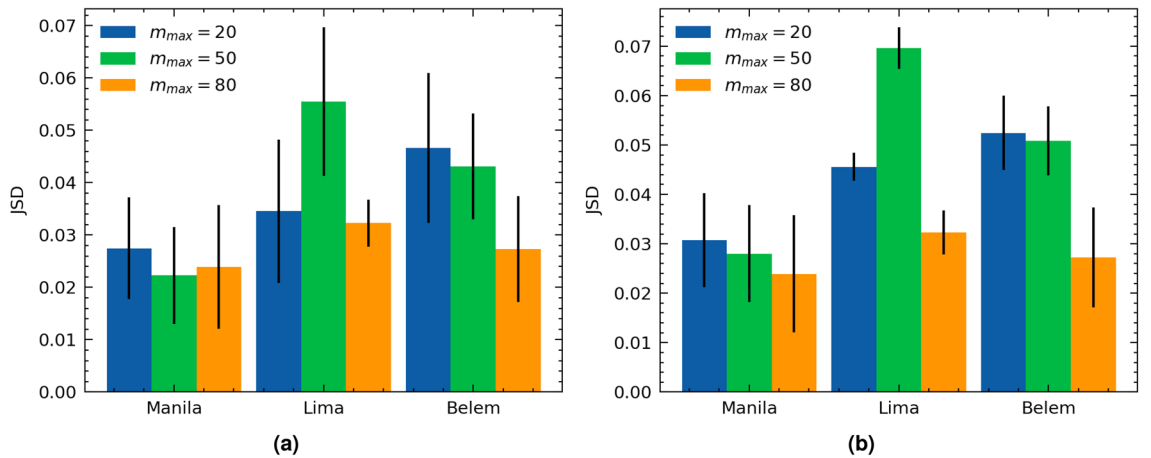 0.07
0.06
0.05
0.04
0.03
0.02
0.01
0.00
JSD
m_max = 20
m_max = 50
m_max = 80
Manila Lima Belem
(a)
0.07
0.06
0.05
0.04
0.03
0.02
0.01
0.00
JSD
m_max = 20
m_max = 50
m_max = 80
Manila Lima Belem
(b)